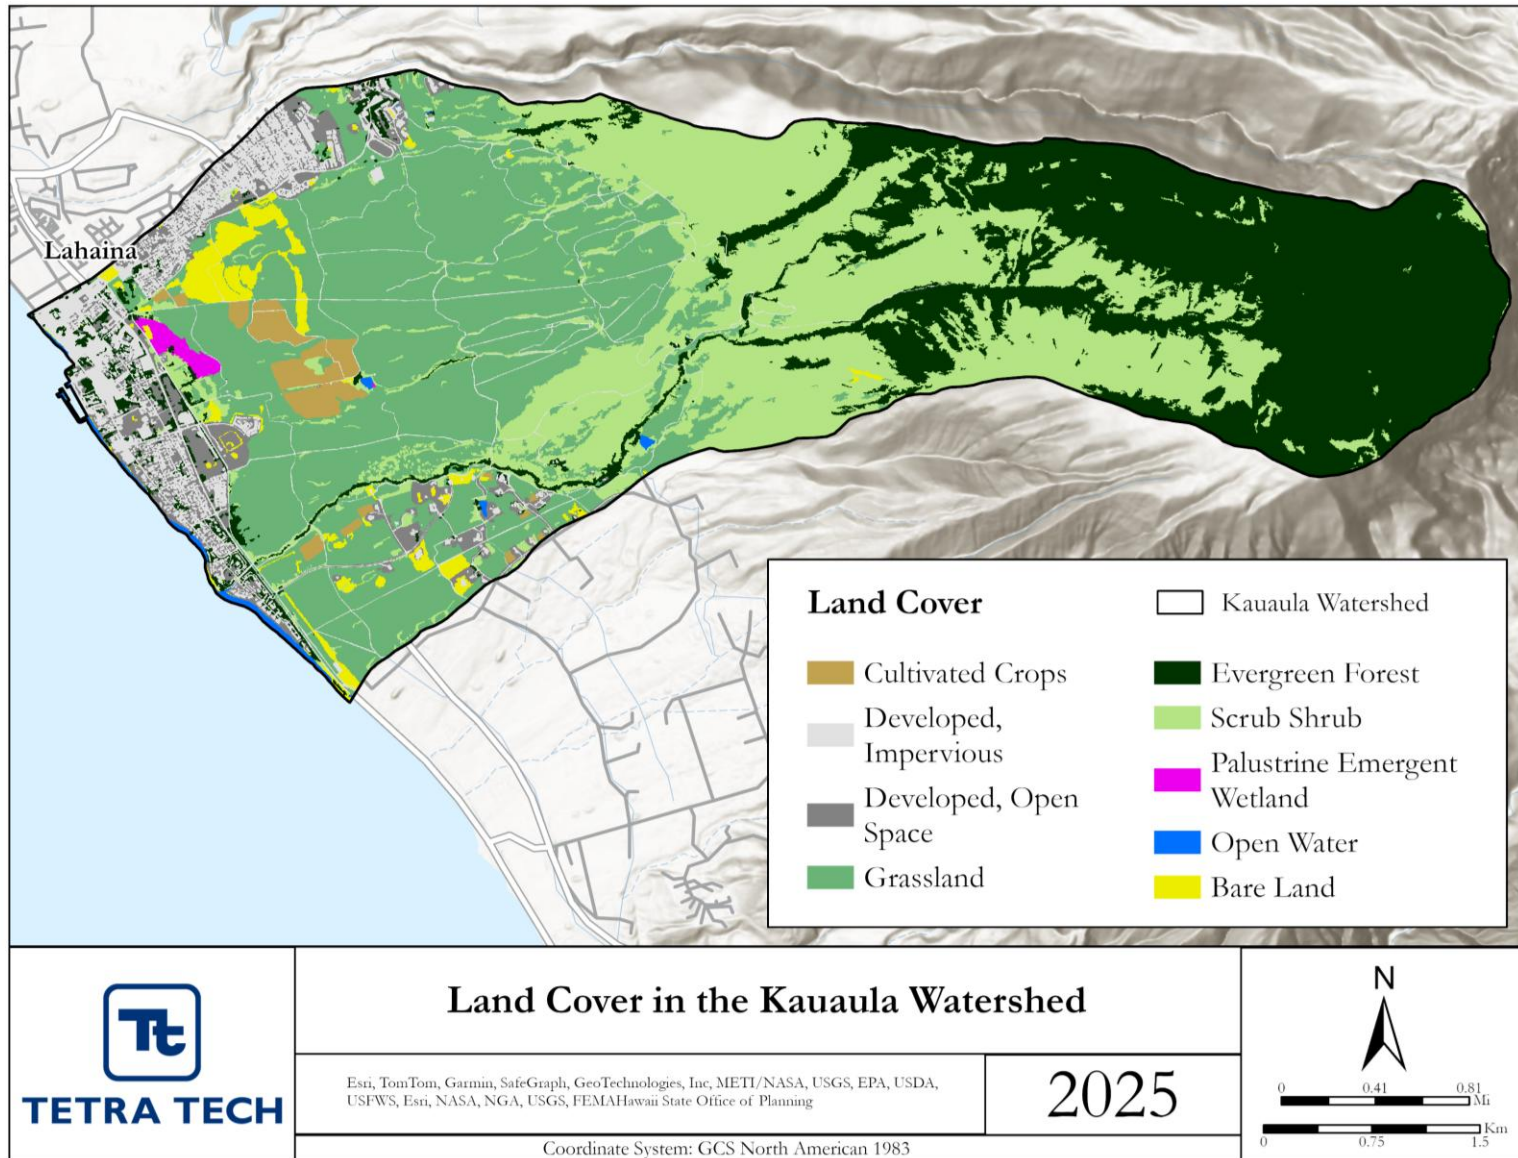 Lahaina
Land Cover
Kauaula Watershed
Cultivated Crops
Developed,
Impervious
Developed, Open
Space
Grassland
Evergreen Forest
Scrub Shrub
Palustrine Emergent
Wetland
Open Water
Bare Land
Tt
TETRA TECH
Land Cover in the Kauaula Watershed
Esri, TomTom, Garmin, SafeGraph, GeoTechnologies, Inc, METI/NASA, USGS, EPA, USDA,
USFWS, Esri, NASA, NGA, USGS, FEMAHawaii State Office of Planning
2025
Coordinate System: GCS North American 1983
N
0 0.41 0.81
Mi
Km
0 0.75 1.5